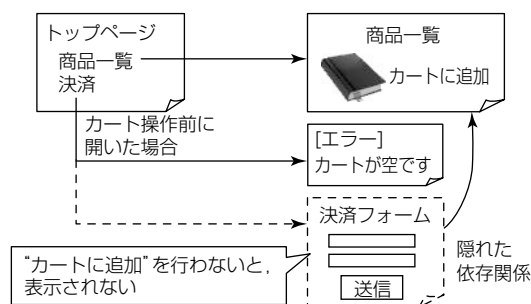 トップページ
商品一覧
決済
商品一覧
カートに追加
カート操作前に
開いた場合
[エラー]
カートが空です
決済フォーム
送信
隠れた
依存関係
“カートに追加”を行わないと,
表示されない